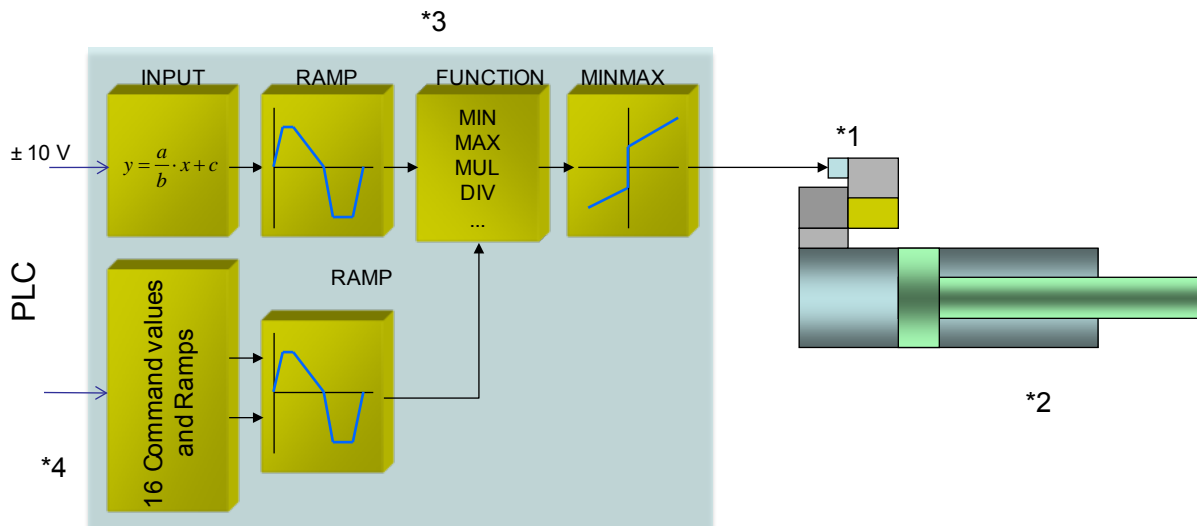 *3
INPUT
RAMP
FUNCTION
MINMAX
± 10 V
y = a/b · x + c
MIN
MAX
MUL
DIV
...
*1
RAMP
PLC
16 Command values
and Ramps
*2
*4